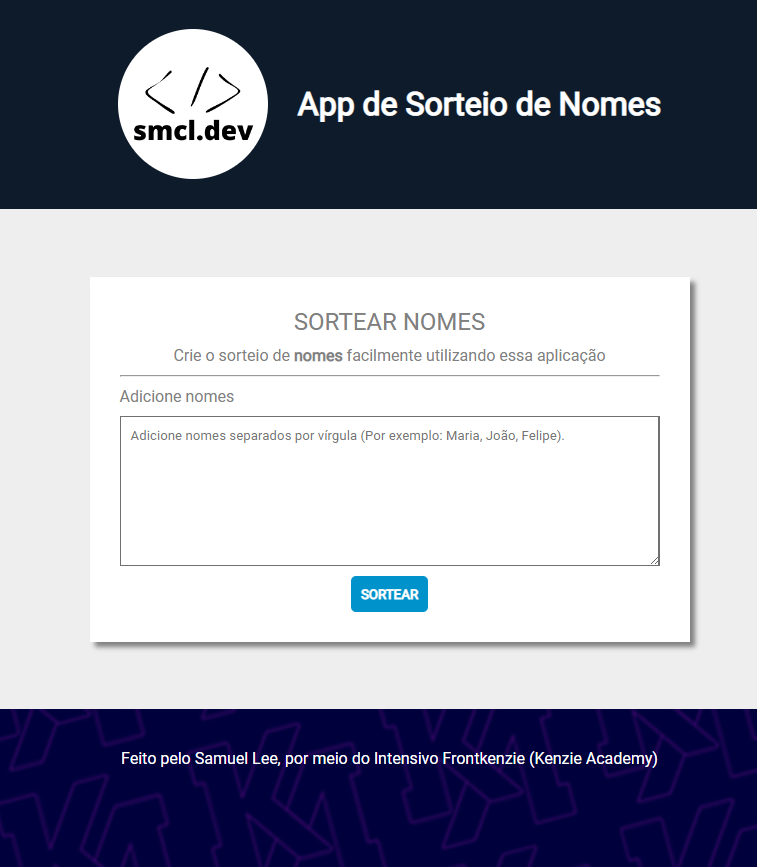 </>
smcl.dev
App de Sorteio de Nomes
SORTEAR NOMES
Crie o sorteio de nomes facilmente utilizando essa aplicação
Adicione nomes
Adicione nomes separados por vírgula (Por exemplo: Maria, João, Felipe).
SORTEAR
Feito pelo Samuel Lee, por meio do Intensivo Frontkenzie (Kenzie Academy)